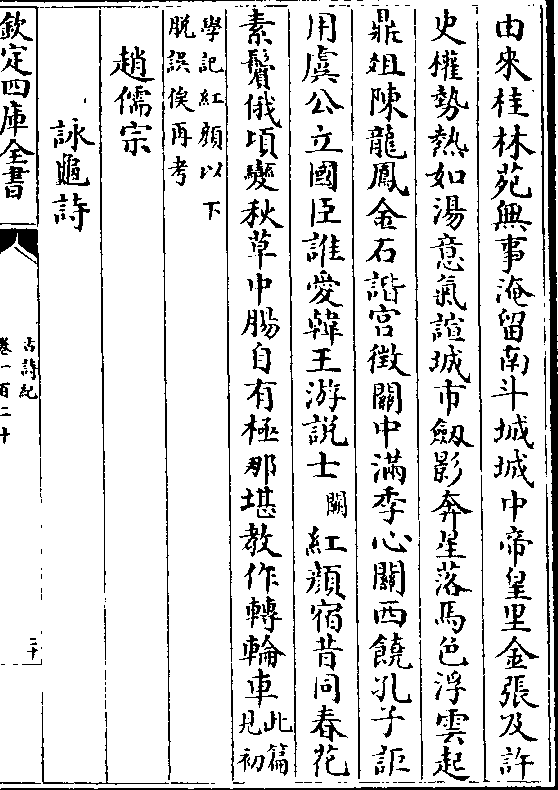 由來桂林苑無事淹留南斗城城中帝皇里金張及許
史權勢熱如湯意氣諠城市劔影奔星落馬色浮雲起
鼎俎陳龍鳳金石諧宫徵關中滿季心關西饒孔子詎
用虞公立國臣誰愛韓王游説士闕紅顔宿昔同春花
素鬢俄頃變秋草中腸自有極那堪教作轉輪車此篇見初
學記紅顔以下
脱誤俟再考
趙儒宗
詠龜詩
欽定四庫全書
古詩紀
卷一百二十
二十